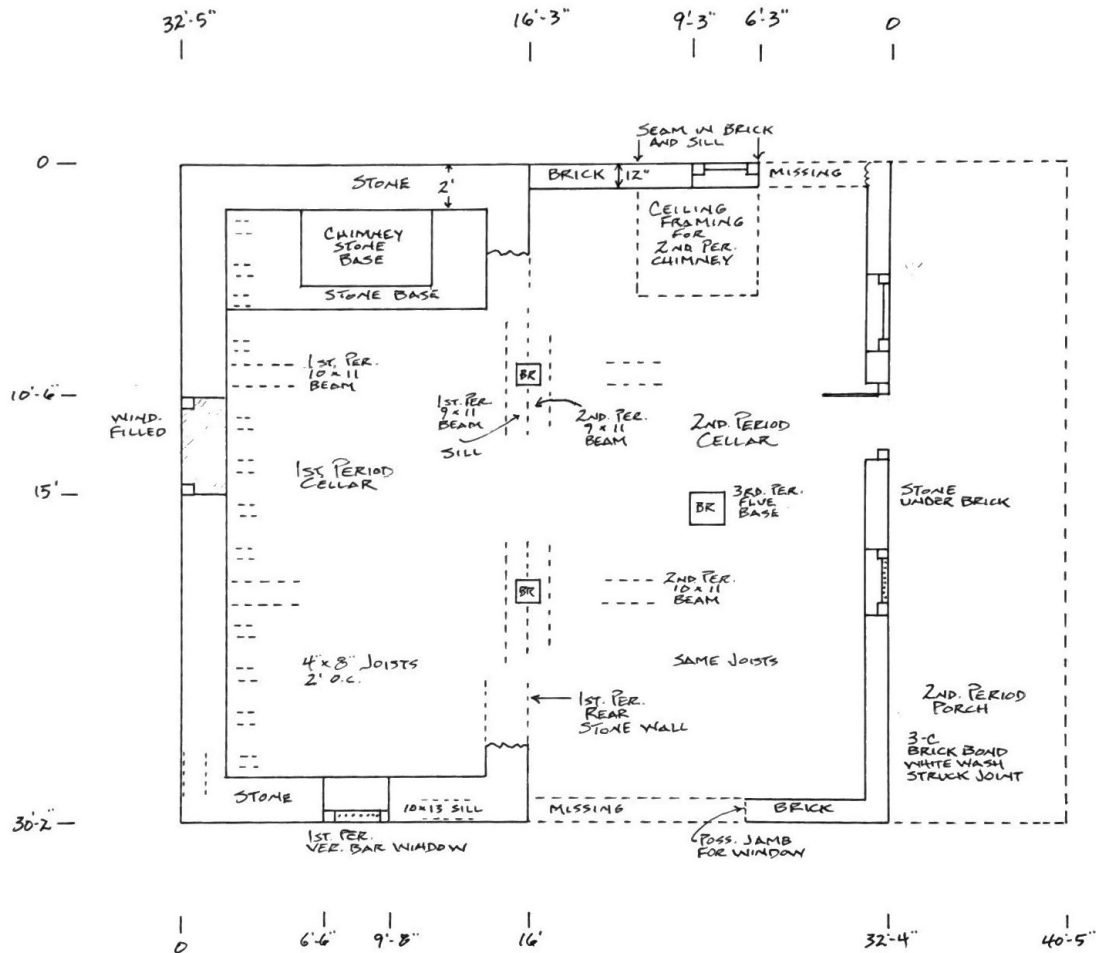 32'-5" 16'-3" 9'-3" 6'-3" 0
0
SEAM IN BRICK
AND SILL
STONE
2'
BRICK
12"
MISSING
CHIMNEY
STONE
BASE
STONE BASE
CEILING
FRAMING
FOR
2ND PER.
CHIMNEY
1ST. PER.
10 x 11
BEAM
BR
10'-6"
WIND.
FILLED
1ST. PER.
9 x 11
BEAM
SILL
2ND. PER.
9 x 11
BEAM
2ND. PERIOD
CELLAR
1ST. PERIOD
CELLAR
15'
BR
3RD. PER.
FLUE
BASE
STONE
UNDER BRICK
BR
2ND PER.
10 x 11
BEAM
4" x 8" JOISTS
2' O.C.
SAME JOISTS
1ST. PER.
REAR
STONE WALL
2ND. PERIOD
PORCH
3-C
BRICK BOND
WHITE WASH
STRUCK JOINT
STONE
10x13 SILL
MISSING
BRICK
30'-2"
1ST. PER.
VER. BAR WINDOW
POSS. JAMB
FOR WINDOW
0 6'-6" 9'-8" 16' 32'-4" 40'-5"